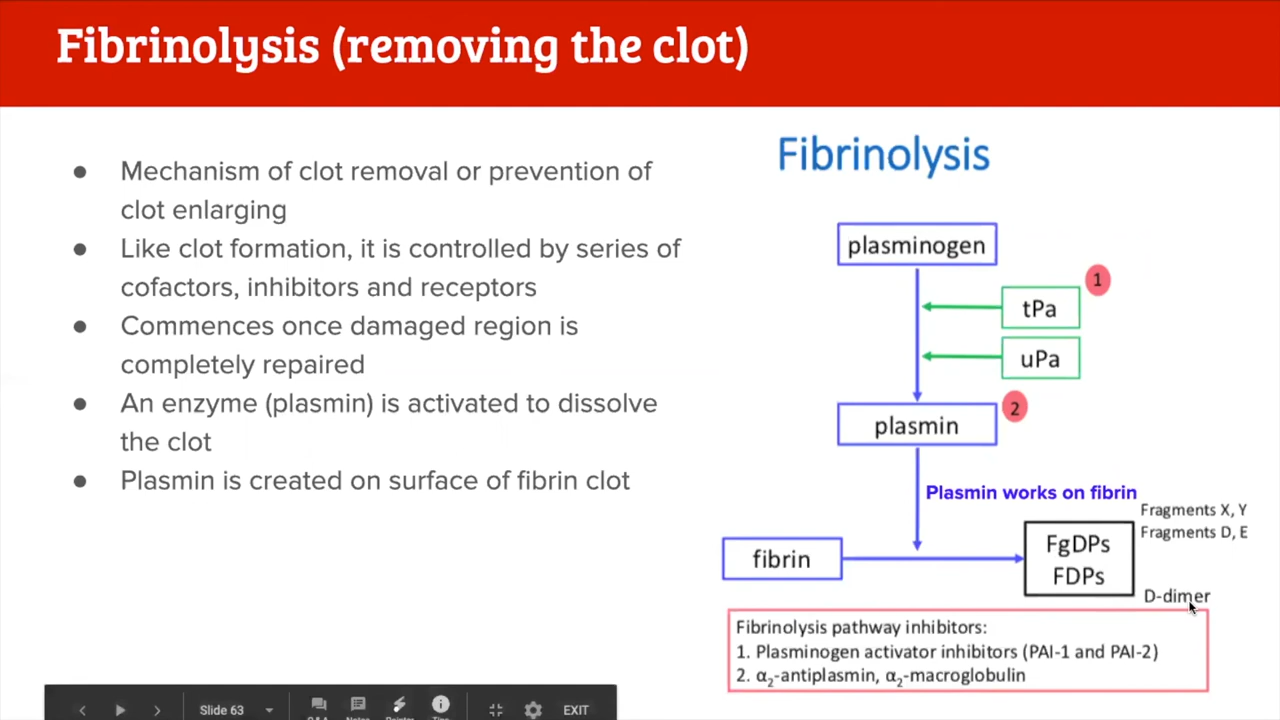 Fibrinolysis (removing the clot)
● Mechanism of clot removal or prevention of
clot enlarging
● Like clot formation, it is controlled by series of
cofactors, inhibitors and receptors
● Commences once damaged region is
completely repaired
● An enzyme (plasmin) is activated to dissolve
the clot
● Plasmin is created on surface of fibrin clot
Fibrinolysis
plasminogen
1
tPa
uPa
plasmin
2
Plasmin works on fibrin
Fragments X, Y
Fragments D, E
fibrin
FgDPs
FDPs
D-dimer
Fibrinolysis pathway inhibitors:
1. Plasminogen activator inhibitors (PAI-1 and PAI-2)
2. α₂-antiplasmin, α₂-macroglobulin
Slide 63
EXIT